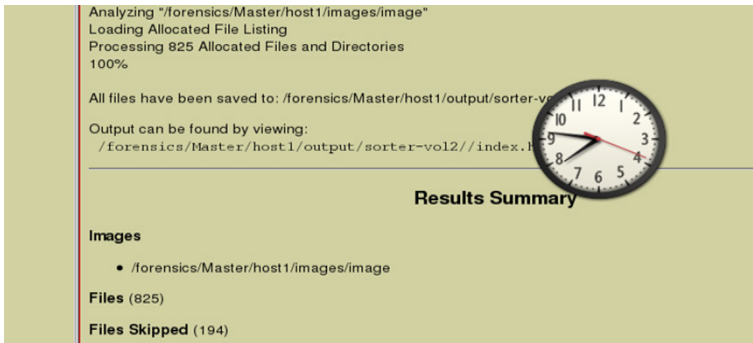 Analyzing "/forensics/Master/host1/images/image"
Loading Allocated File Listing
Processing 825 Allocated Files and Directories
100%
All files have been saved to: /forensics/Master/host1/output/
Output can be found by viewing:
/forensics/Master/host1/output/sorter-vol2//
Results Summary
Images
• /forensics/Master/host1/images/image
Files (825)
Files Skipped (194)
12
1
2
3
4
5
6
7
8
9
10
11